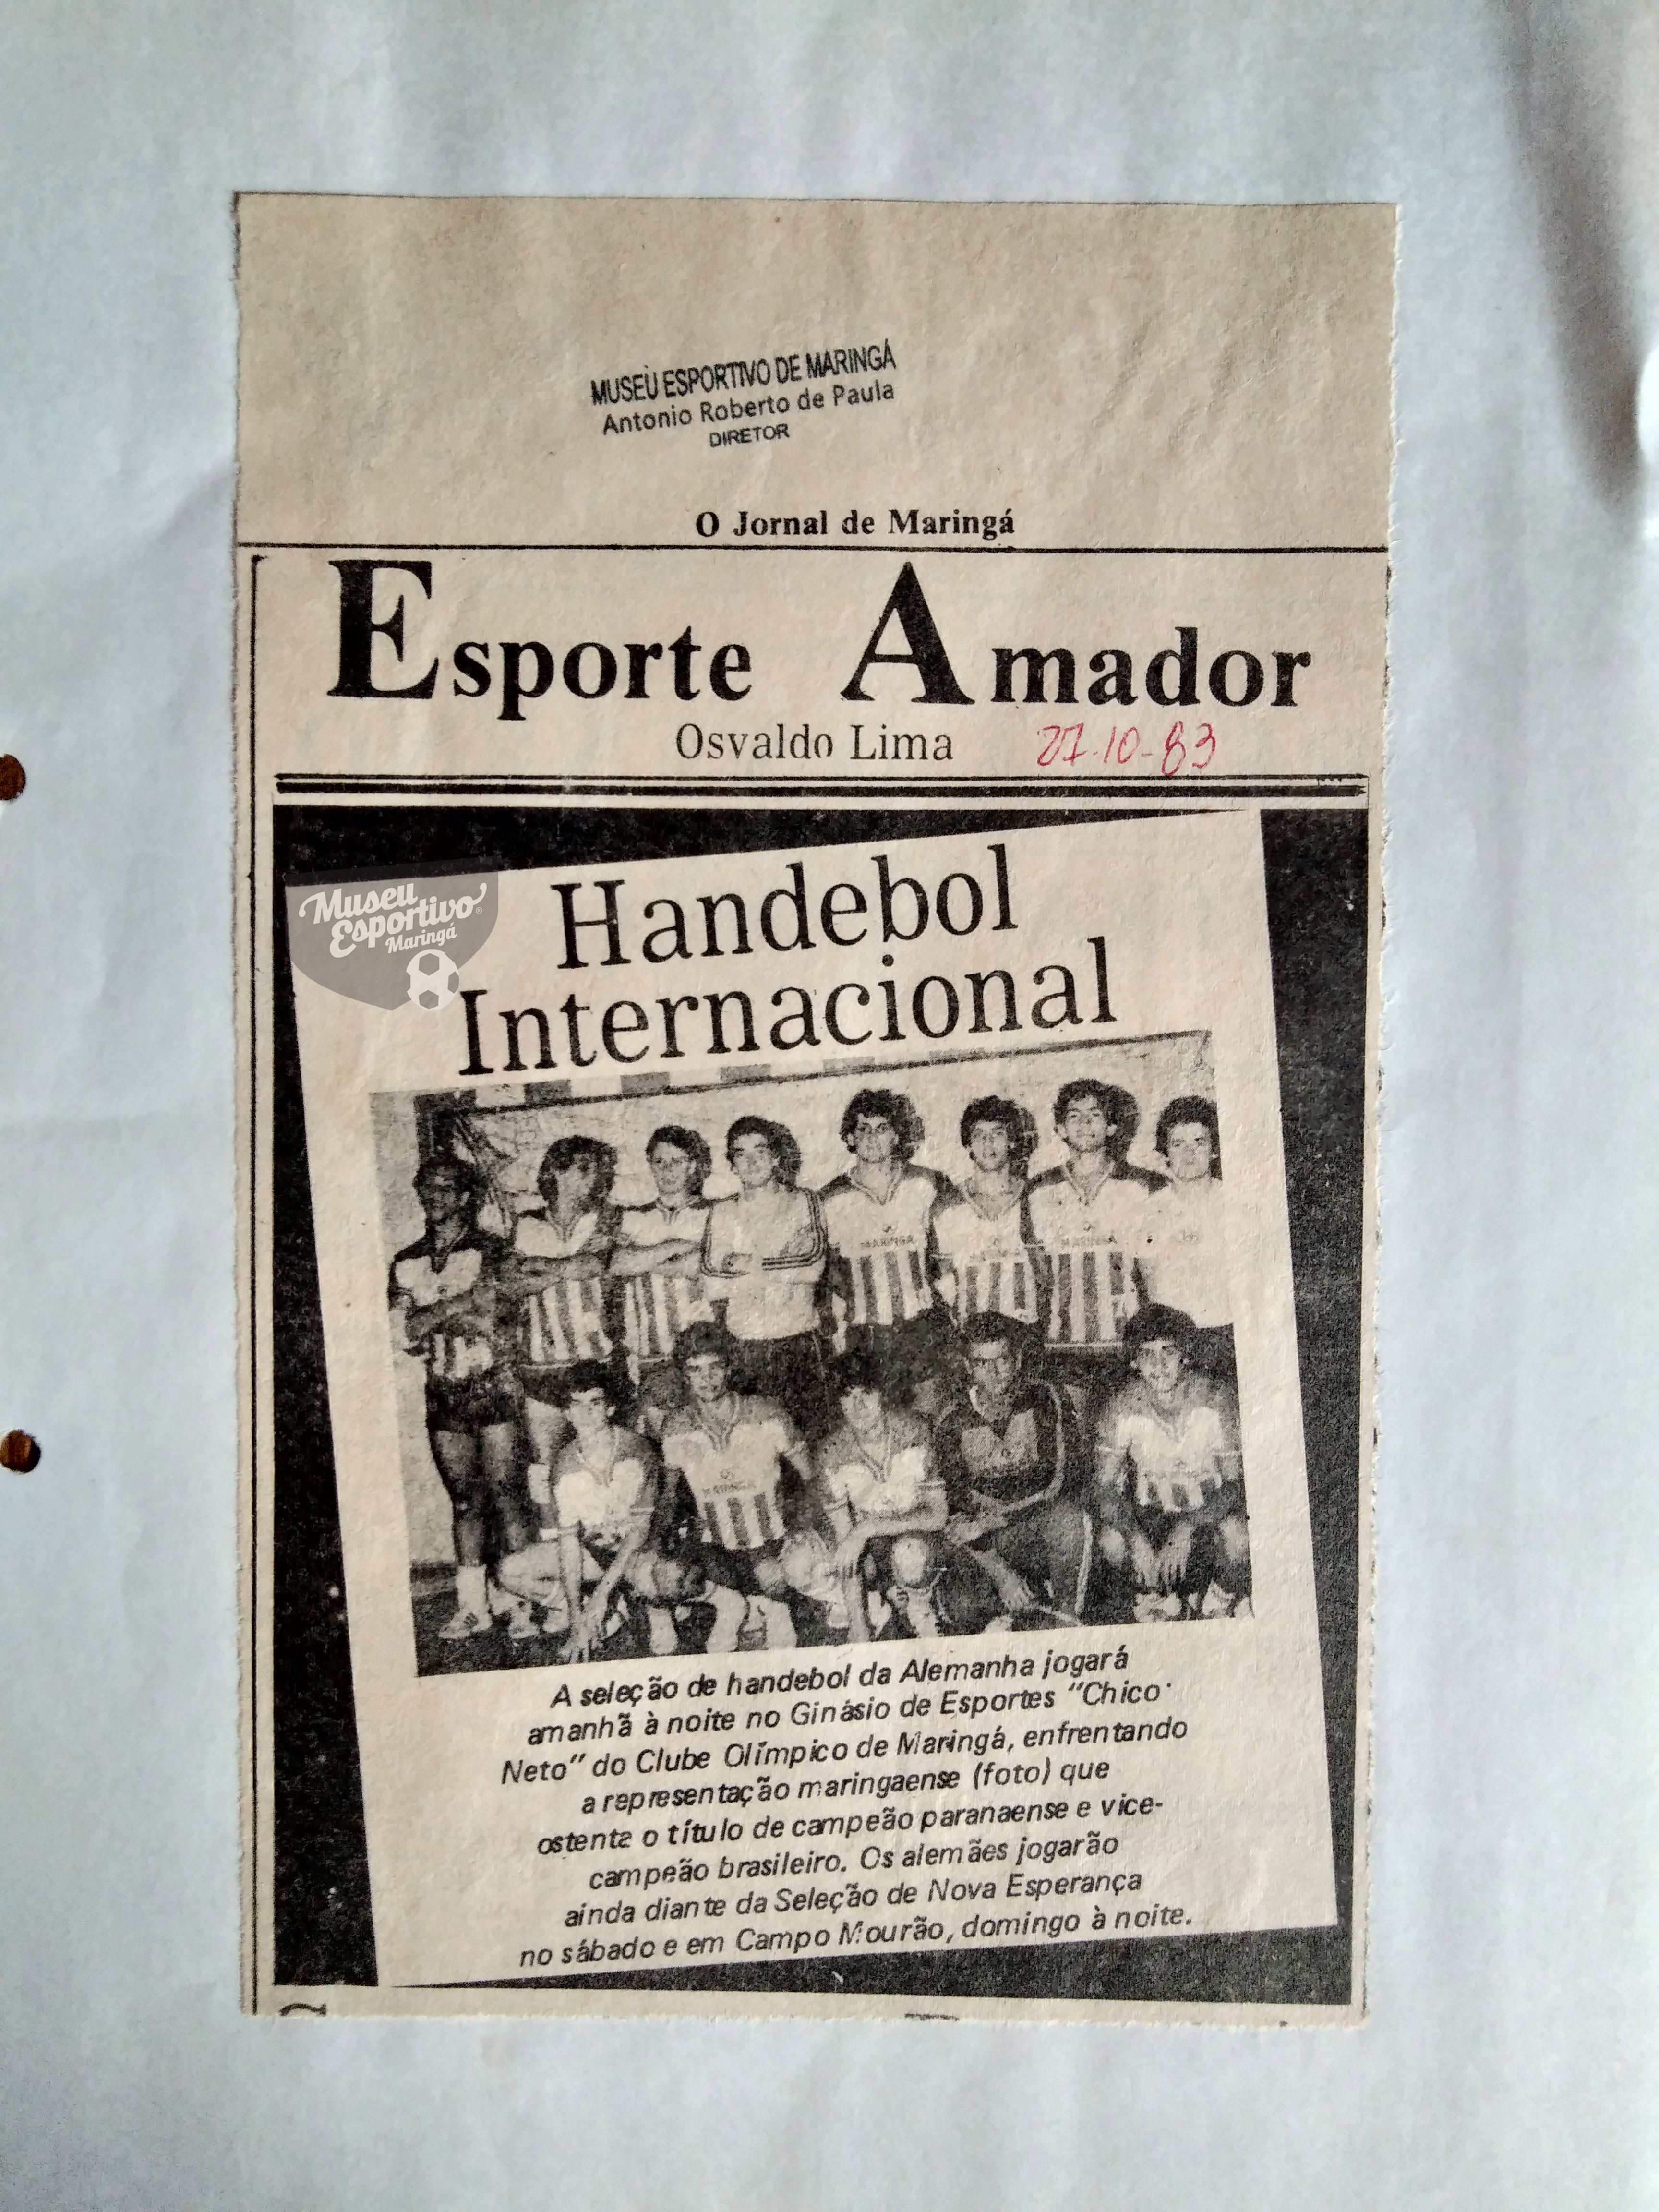 MUSEU ESPORTIVO DE MARINGÁ
Antonio Roberto de Paula
DIRETOR
O Jornal de Maringá
Esporte Amador
Osvaldo Lima 27-10-83
Museu
Esportivo
Maringá
Handebol
Internacional
A seleção de handebol da Alemanha jogará
amanhã à noite no Ginásio de Esportes "Chico
Neto" do Clube Olímpico de Maringá, enfrentando
a representação maringaense (foto) que
ostenta o título de campeão paranaense e vice-
campeão brasileiro. Os alemães jogarão
ainda diante da Seleção de Nova Esperança
no sábado e em Campo Mourão, domingo à noite.